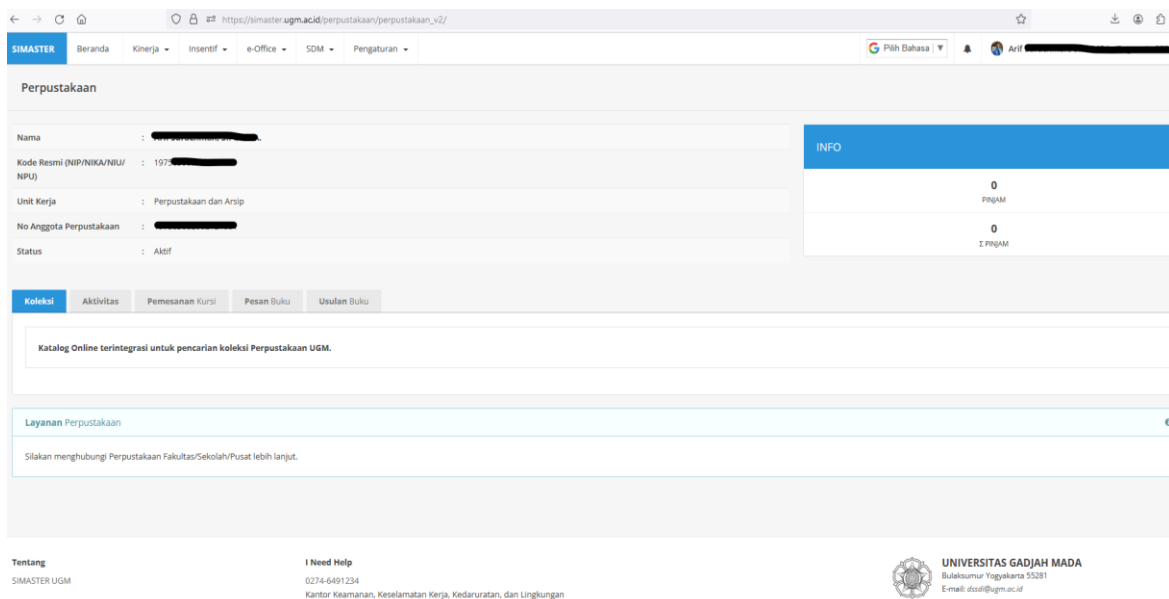 https://simaster.ugm.ac.id/perpustakaan/perpustakaan_v2/
SIMASTER Beranda Kinerja Insentif e-Office SDM Pengaturan G Pilih Bahasa | ▼ Arif
Perpustakaan
Nama :
Kode Resmi (NIP/NIKA/NIU/ : 197
NPU)
Unit Kerja : Perpustakaan dan Arsip
No Anggota Perpustakaan :
Status : Aktif
INFO
0
PINJAM
0
Σ PINJAM
Koleksi Aktivitas Pemesanan Kursi Pesan Buku Usulan Buku
Katalog Online terintegrasi untuk pencarian koleksi Perpustakaan UGM.
Layanan Perpustakaan
Silakan menghubungi Perpustakaan Fakultas/Sekolah/Pusat lebih lanjut.
Tentang
SIMASTER UGM
I Need Help
0274-6491234
Kantor Keamanan, Keselamatan Kerja, Kedaruratan, dan Lingkungan
UNIVERSITAS GADJAH MADA
Bulaksumur Yogyakarta 55281
E-mail: dssdi@ugm.ac.id